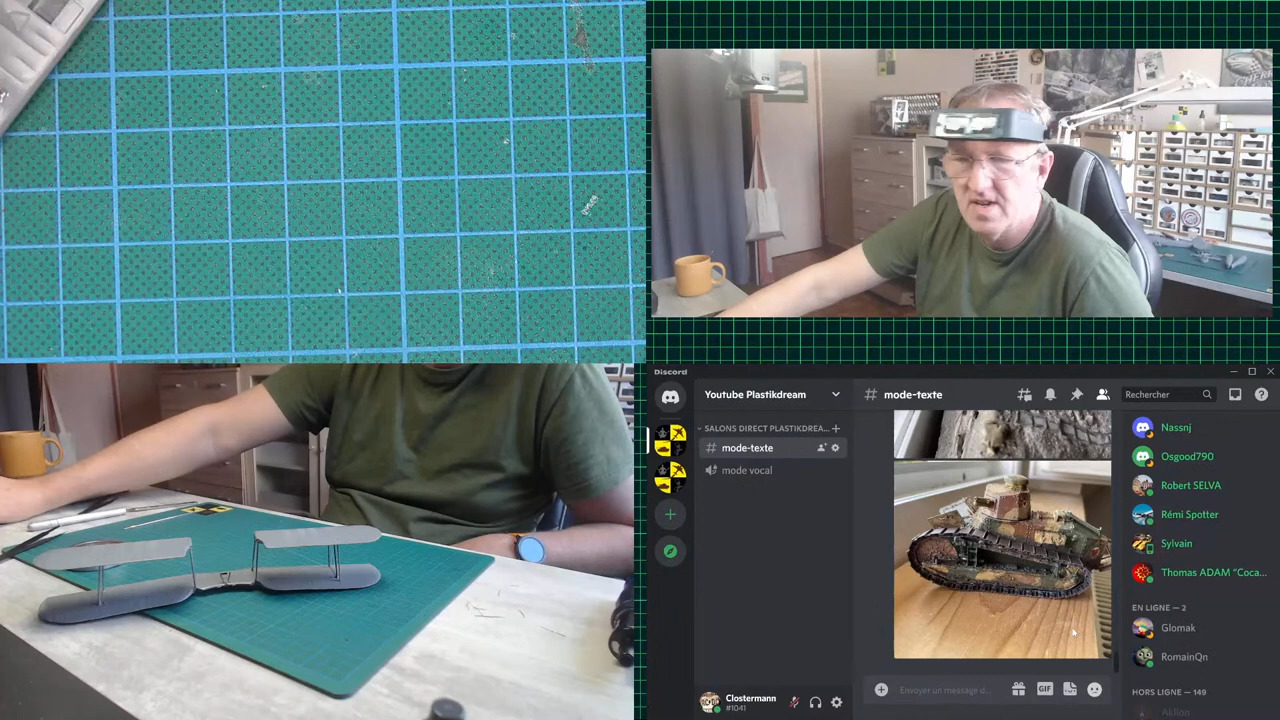 Discord
Youtube Plastikdream
mode-texte
Rechercher
SALONS DIRECT PLASTIKDREA...
mode-texte
mode vocal
Nassnj
Osgood790
Robert SELVA
Rémi Spotter
Sylvain
Thomas ADAM "Coca...
EN LIGNE — 2
Glomak
RomainQn
HORS LIGNE — 149
Envoyer un message d...
GIF
Clostermann
#1041